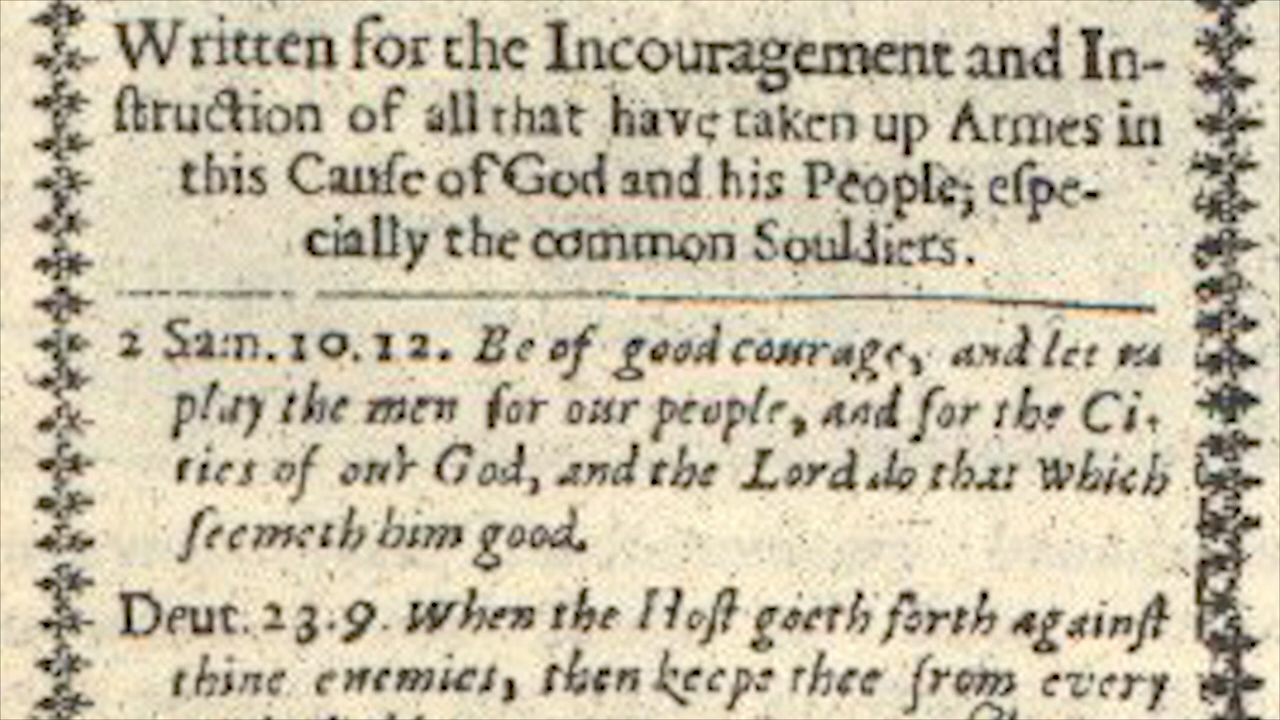 Written for the Incouragement and In-
ſtruction of all that have taken up Armes in
this Cauſe of God and his People; eſpe-
cially the common Souldiers.
2 Sam. 10. 12. Be of good courage, and let us
play the men for our people, and for the Ci-
ties of our God, and the Lord do that which
ſeemeth him good.
Deut. 23. 9. When the Hoſt goeth forth againſt
thine enemies, then keepe thee from every